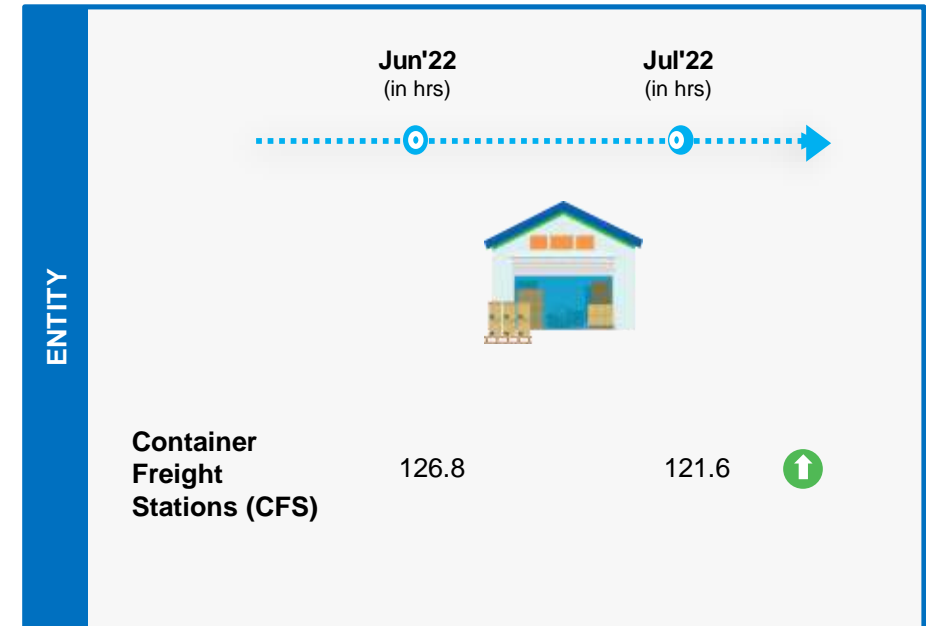 Jun'22
(in hrs)
Jul'22
(in hrs)
ENTITY
Container
Freight
Stations (CFS)
126.8
121.6